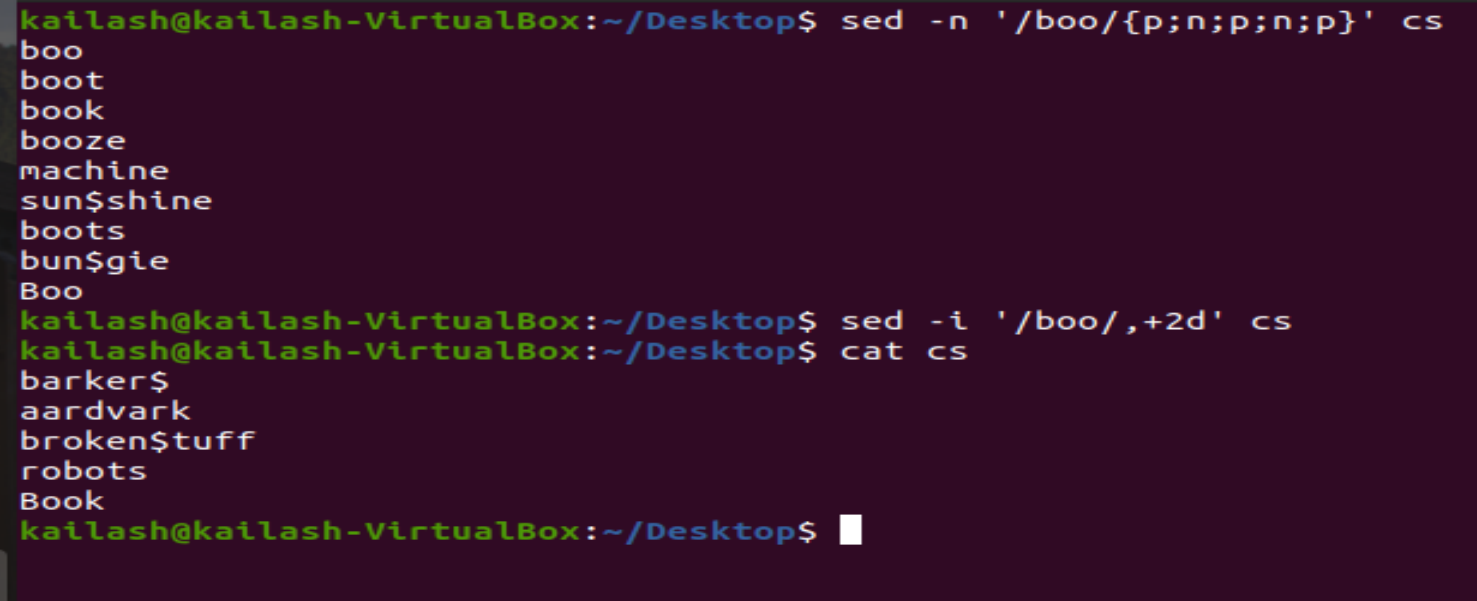 kailash@kailash-VirtualBox:~/Desktop$ sed -n '/boo/{p;n;p;n;p}' cs
boo
boot
book
booze
machine
sun$shine
boots
bun$gie
Boo
kailash@kailash-VirtualBox:~/Desktop$ sed -i '/boo/,+2d' cs
kailash@kailash-VirtualBox:~/Desktop$ cat cs
barker$
aardvark
broken$tuff
robots
Book
kailash@kailash-VirtualBox:~/Desktop$